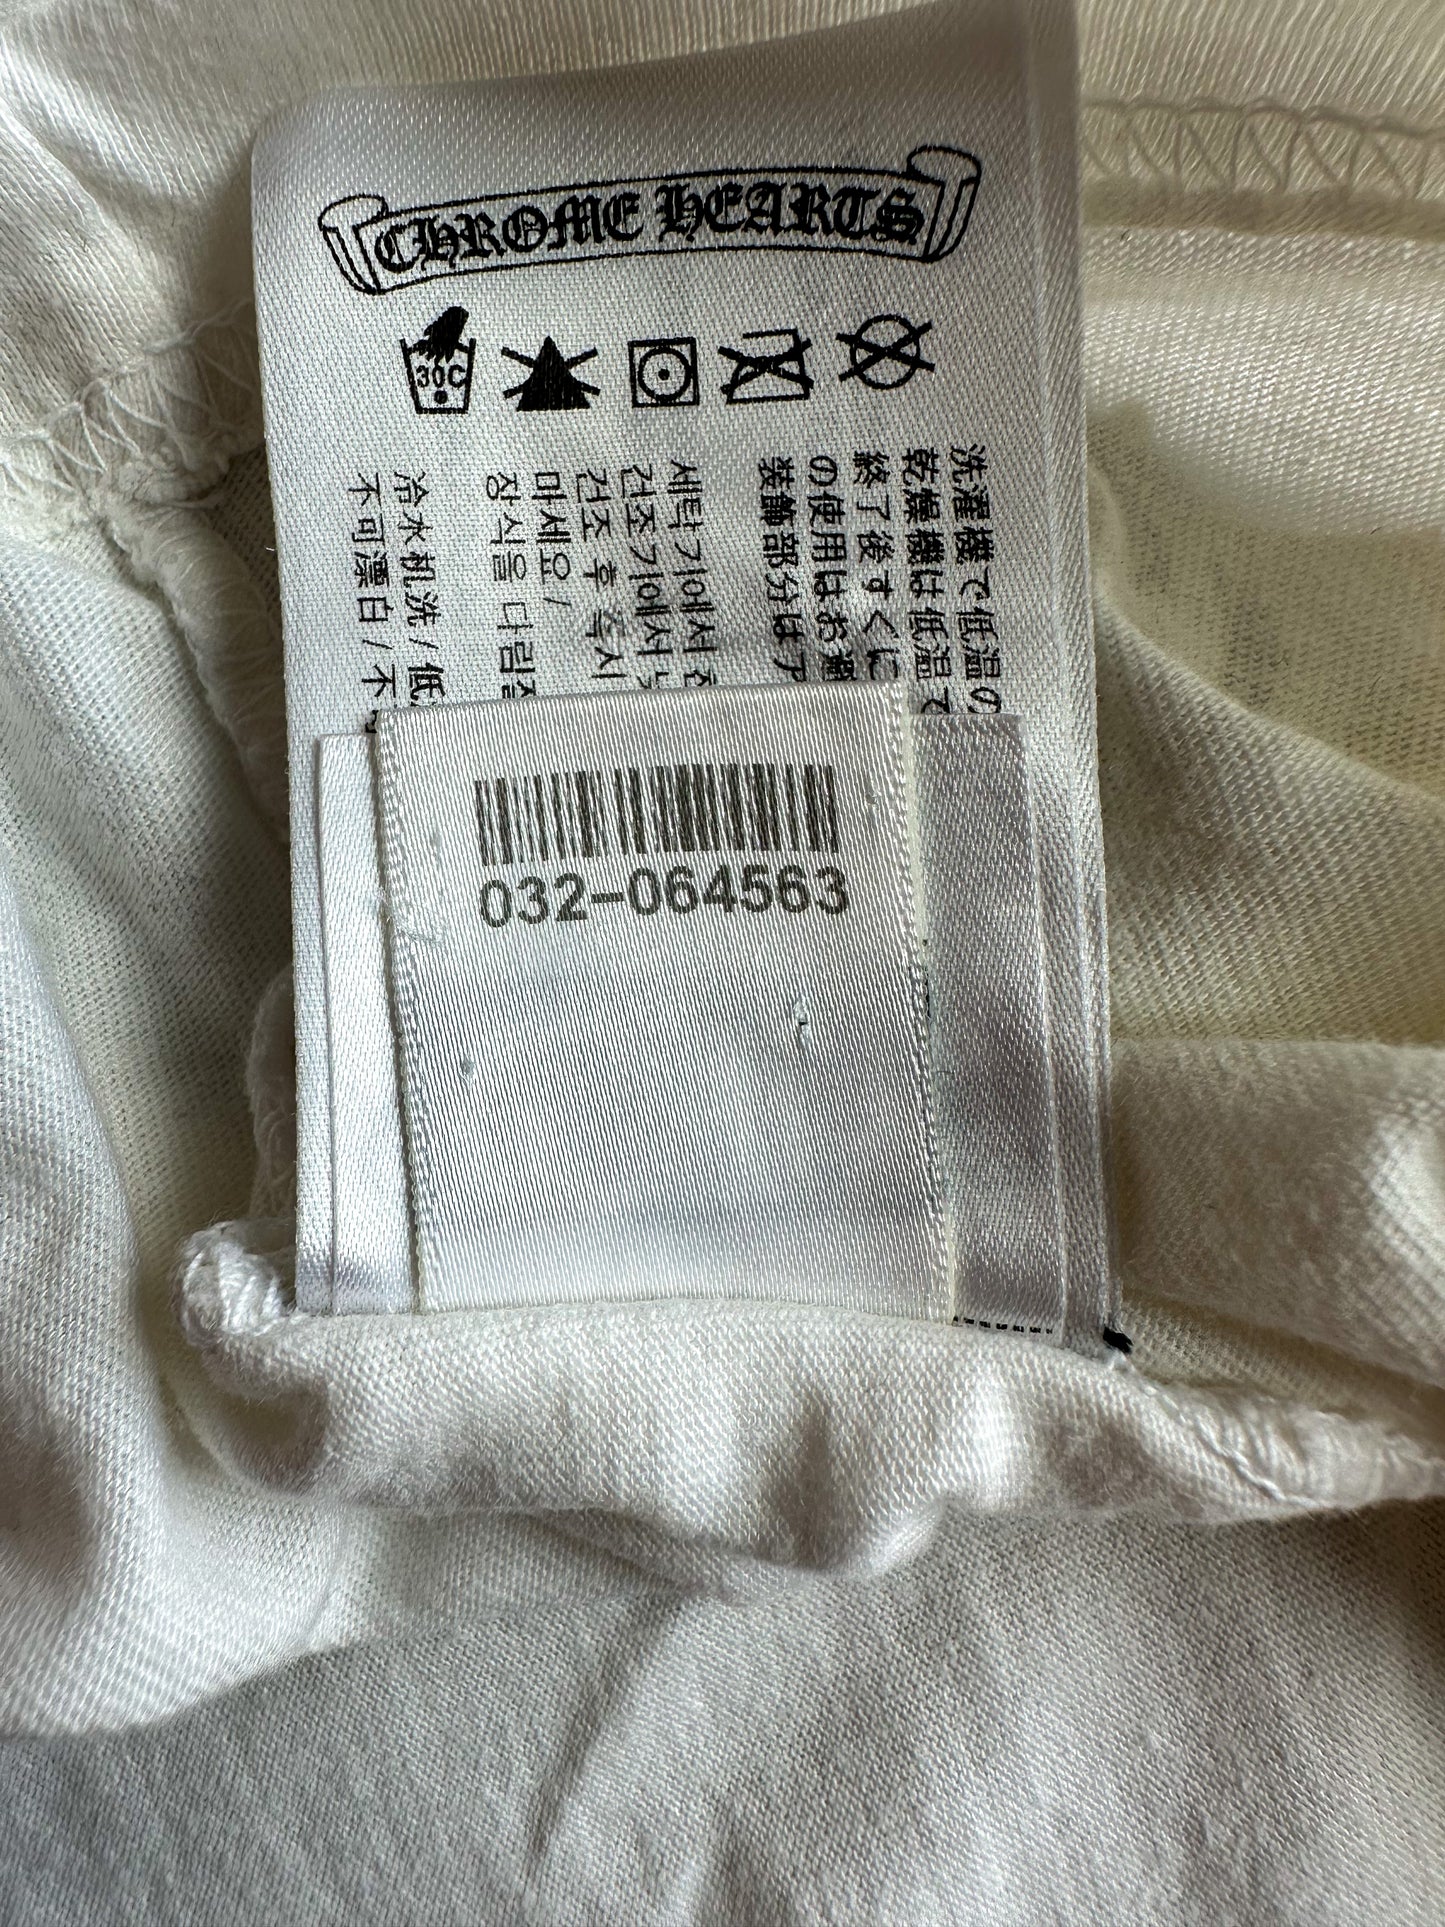 CHROME HEARTS
30C
洗濯機で低温の
乾燥機は低温で
終了後すぐに
の使用はお避
装飾部分はア
세탁기에서
건조기에서
건조 후 즉시
마세요 /
장식을 다림질
冷水机洗 / 低
不可漂白 / 不
032-064563